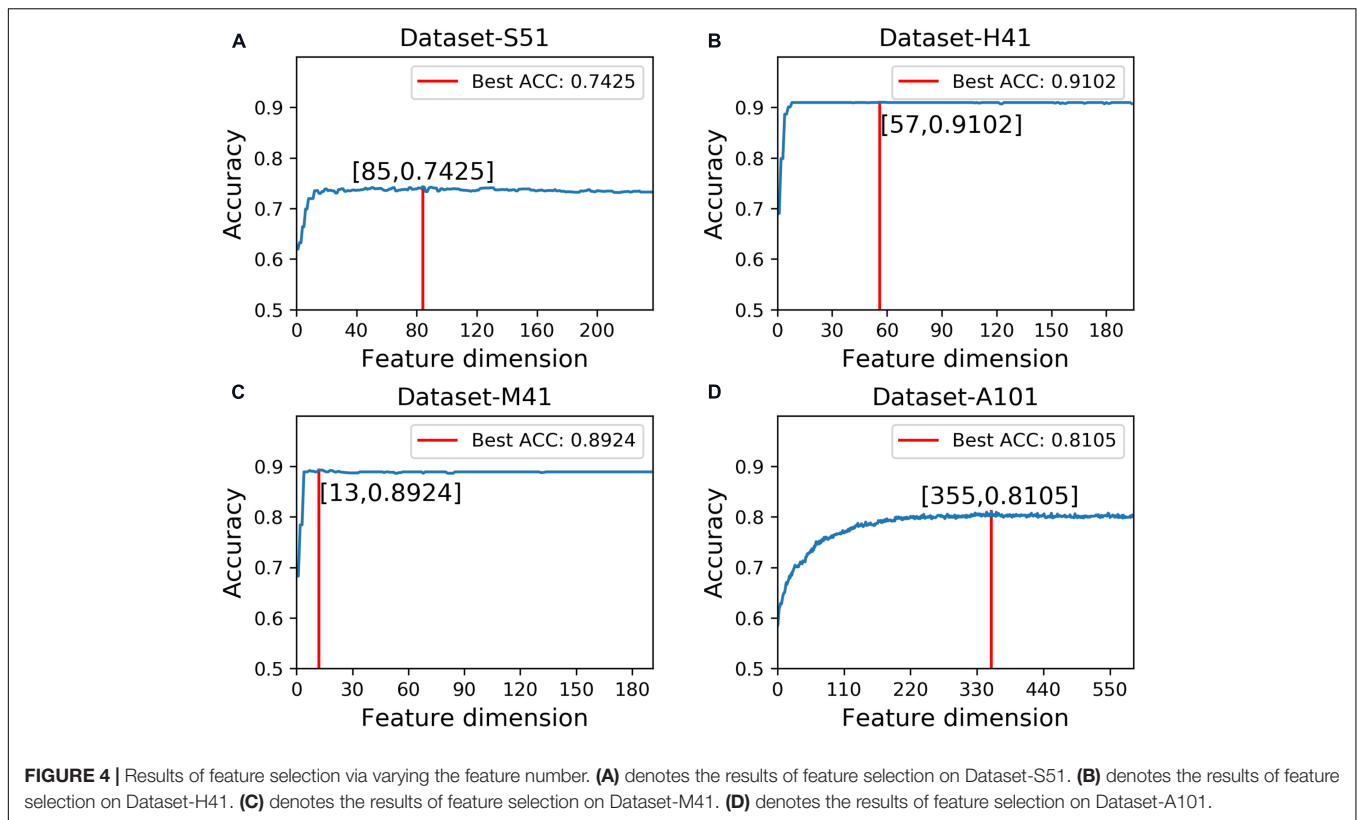 A
Dataset-S51
Best ACC: 0.7425
[85,0.7425]
Accuracy
0.9
0.8
0.7
0.6
0.5
0 40 80 120 160 200
Feature dimension
B
Dataset-H41
Best ACC: 0.9102
[57,0.9102]
Accuracy
0.9
0.8
0.7
0.6
0.5
0 30 60 90 120 150 180
Feature dimension
C
Dataset-M41
Best ACC: 0.8924
[13,0.8924]
Accuracy
0.9
0.8
0.7
0.6
0.5
0 30 60 90 120 150 180
Feature dimension
D
Dataset-A101
Best ACC: 0.8105
[355,0.8105]
Accuracy
0.9
0.8
0.7
0.6
0.5
0 110 220 330 440 550
Feature dimension
FIGURE 4 | Results of feature selection via varying the feature number. (A) denotes the results of feature selection on Dataset-S51. (B) denotes the results of feature
selection on Dataset-H41. (C) denotes the results of feature selection on Dataset-M41. (D) denotes the results of feature selection on Dataset-A101.